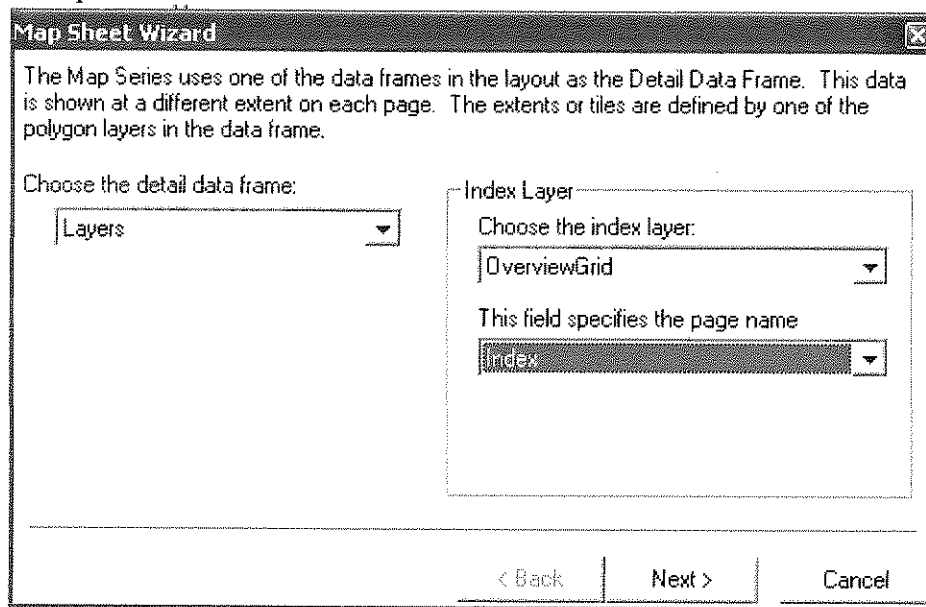 Map Sheet Wizard
The Map Series uses one of the data frames in the layout as the Detail Data Frame. This data
is shown at a different extent on each page. The extents or tiles are defined by one of the
polygon layers in the data frame.
Choose the detail data frame:
Layers
Index Layer
Choose the index layer:
OverviewGrid
This field specifies the page name
Index
< Back
Next >
Cancel